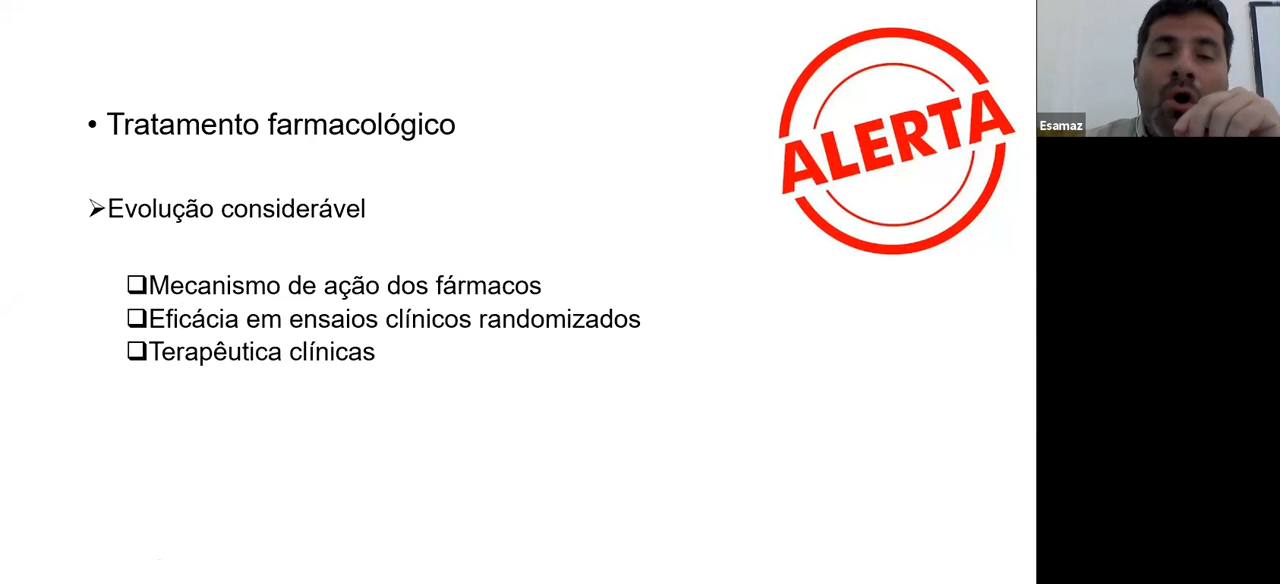 • Tratamento farmacológico
➢Evolução considerável
❑Mecanismo de ação dos fármacos
❑Eficácia em ensaios clínicos randomizados
❑Terapêutica clínicas
ALERTA
Esamaz